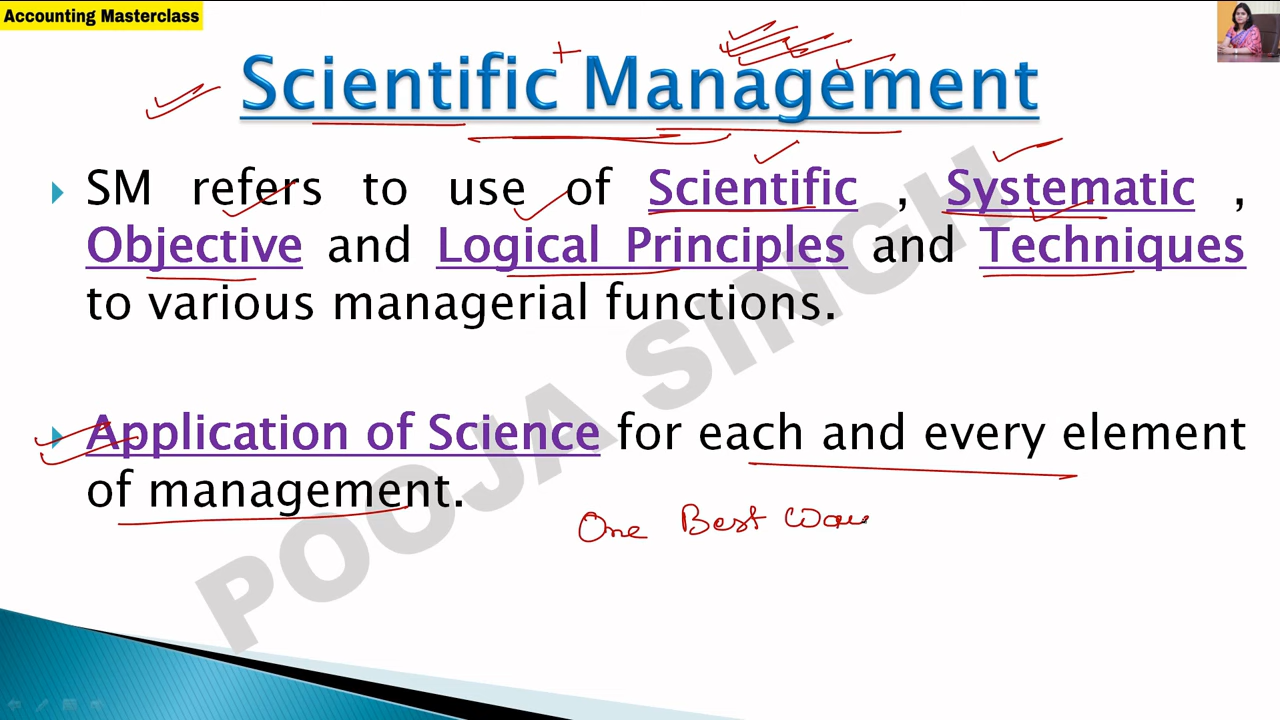 Accounting Masterclass
Scientific + Management
SM refers to use of Scientific , Systematic ,
Objective and Logical Principles and Techniques
to various managerial functions.
Application of Science for each and every element
of management.
One Best Way
POOJA SINGH